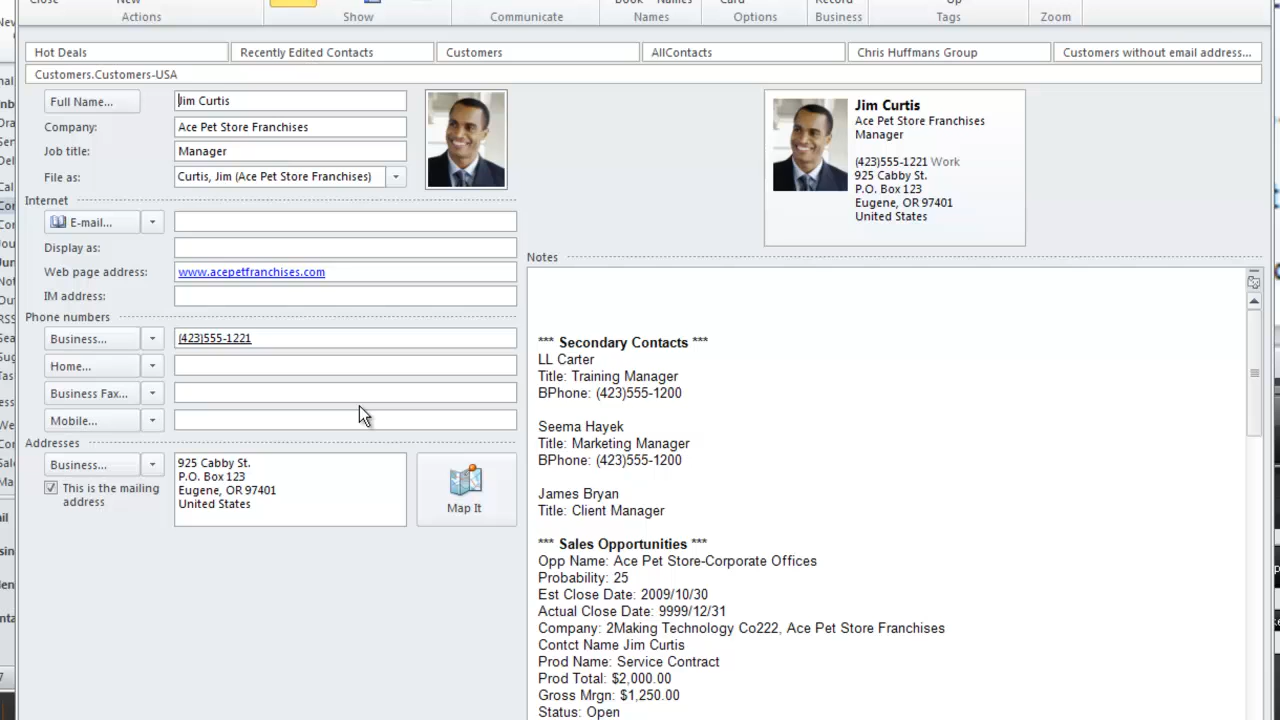 Close New Book Card Record Up
Actions Show Communicate Names Options Business Tags Zoom
Hot Deals Recently Edited Contacts Customers AllContacts Chris Huffmans Group Customers without email address...
Customers.Customers-USA
Full Name... Jim Curtis
Company: Ace Pet Store Franchises
Job title: Manager
File as: Curtis, Jim (Ace Pet Store Franchises)
Jim Curtis
Ace Pet Store Franchises
Manager
(423)555-1221 Work
925 Cabby St.
P.O. Box 123
Eugene, OR 97401
United States
Internet
E-mail...
Display as:
Web page address: www.acepetfranchises.com
IM address:
Phone numbers
Business... (423)555-1221
Home...
Business Fax...
Mobile...
Addresses
Business... 925 Cabby St.
P.O. Box 123
Eugene, OR 97401
United States
This is the mailing
address
Map It
Notes
*** Secondary Contacts ***
LL Carter
Title: Training Manager
BPhone: (423)555-1200
Seema Hayek
Title: Marketing Manager
BPhone: (423)555-1200
James Bryan
Title: Client Manager
*** Sales Opportunities ***
Opp Name: Ace Pet Store-Corporate Offices
Probability: 25
Est Close Date: 2009/10/30
Actual Close Date: 9999/12/31
Company: 2Making Technology Co222, Ace Pet Store Franchises
Contct Name Jim Curtis
Prod Name: Service Contract
Prod Total: $2,000.00
Gross Mrgn: $1,250.00
Status: Open